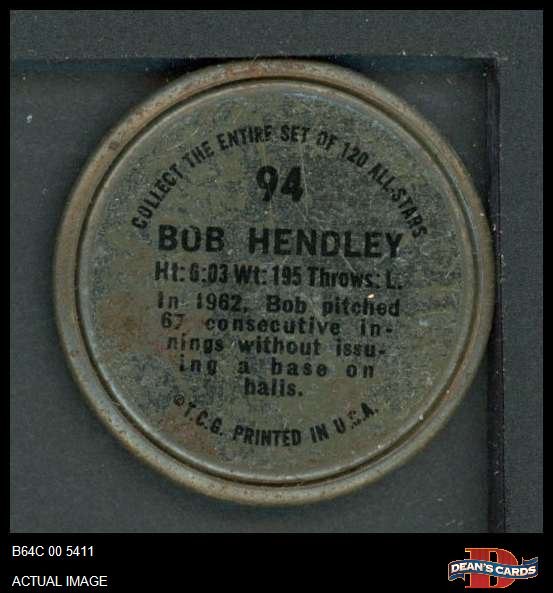 COLLECT THE ENTIRE SET OF 120 ALL-STARS
94
BOB HENDLEY
Ht: 6:03 Wt: 195 Throws: L.
In 1962, Bob pitched
67 consecutive in-
nings without issu-
ing a base on
balls.
© T.C.G. PRINTED IN U.S.A.
B64C 00 5411
ACTUAL IMAGE
DEAN'S CARDS